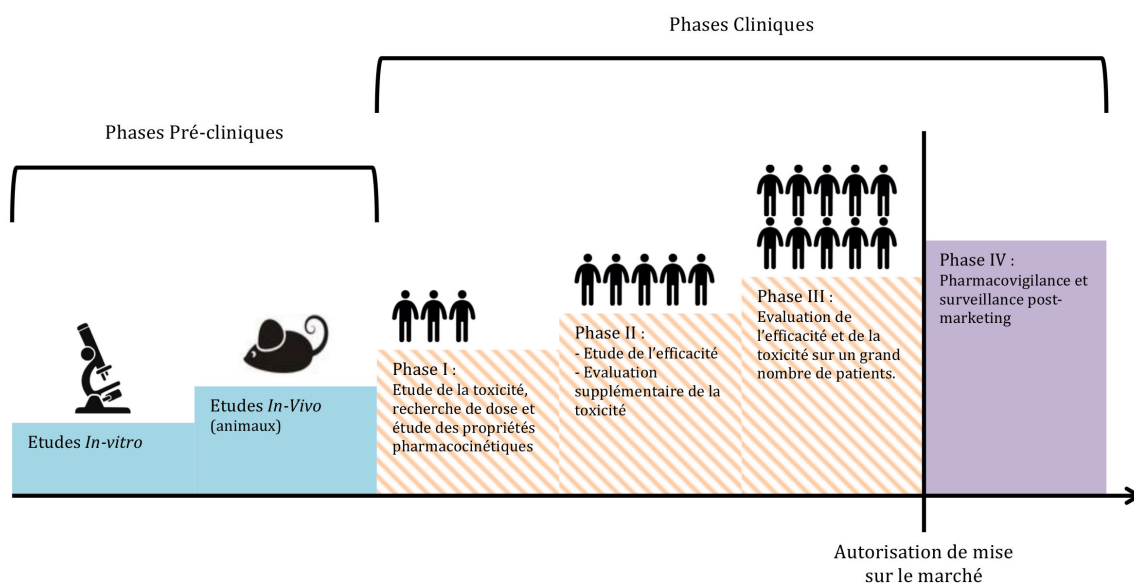 Phases Cliniques
Phases Pré-cliniques
Etudes In-vitro
Etudes In-Vivo
(animaux)
Phase I :
Etude de la toxicité,
recherche de dose et
étude des propriétés
pharmacocinétiques
Phase II :
- Etude de l'efficacité
- Evaluation
supplémentaire de la
toxicité
Phase III :
Evaluation de
l'efficacité et de la
toxicité sur un grand
nombre de patients.
Phase IV :
Pharmacovigilance et
surveillance post-
marketing
Autorisation de mise
sur le marché